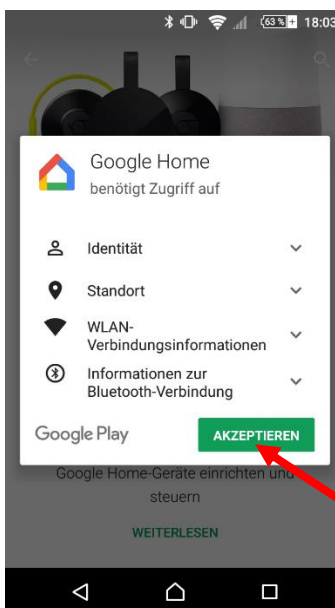 63 % 18:03
Google Home
benötigt Zugriff auf
Identität
Standort
WLAN-
Verbindungsinformationen
Informationen zur
Bluetooth-Verbindung
Google Play
AKZEPTIEREN
Google Home-Geräte einrichten und
steuern
WEITERLESEN